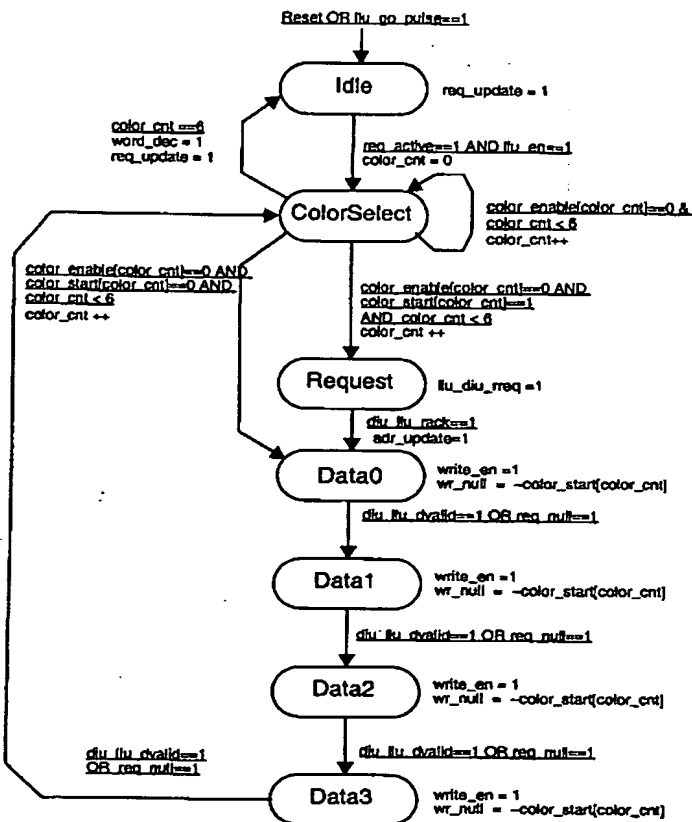 Reset OR llu_go_pulse==1
Idle
req_update = 1
color_cnt ==6
word_dec = 1
req_update = 1
req_active==1 AND llu_en==1
color_cnt = 0
ColorSelect
color_enable[color_cnt]==0 &
color_cnt < 6
color_cnt++
color_enable[color_cnt]==0 AND
color_start[color_cnt]==0 AND
color_cnt < 6
color_cnt ++
color_enable[color_cnt]==0 AND
color_start[color_cnt]==1
AND color_cnt < 6
color_cnt ++
Request
llu_diu_rreq =1
diu_llu_rack==1
adr_update=1
Data0
write_en =1
wr_null = ~color_start[color_cnt]
diu_llu_dvalid==1 OR req_null==1
Data1
write_en =1
wr_null = ~color_start[color_cnt]
diu_llu_dvalid==1 OR req_null==1
Data2
write_en = 1
wr_null = ~color_start[color_cnt]
diu_llu_dvalid==1
OR req_null==1
diu_llu_dvalid==1 OR req_null==1
Data3
write_en = 1
wr_null = ~color_start[color_cnt]